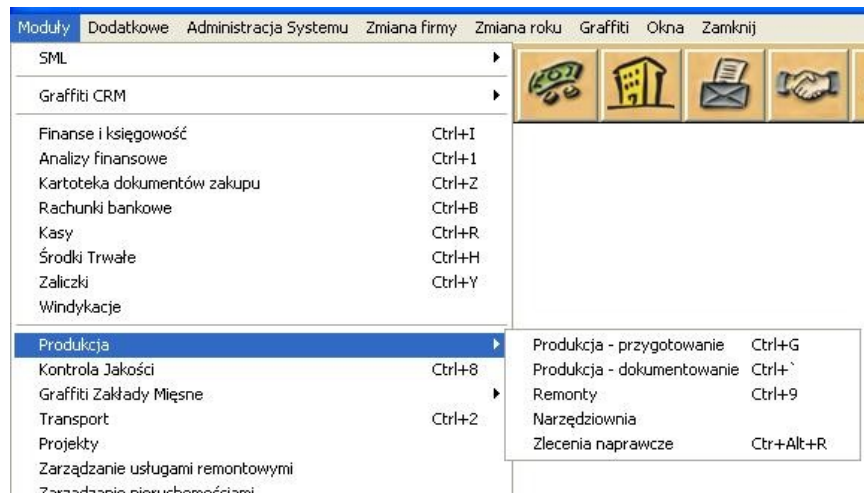 Moduły Dodatkowe Administracja Systemu Zmiana firmy Zmiana roku Graffiti Okna Zamknij
SML
Graffiti CRM
Finanse i księgowość Ctrl+I
Analizy finansowe Ctrl+1
Kartoteka dokumentów zakupu Ctrl+Z
Rachunki bankowe Ctrl+B
Kasy Ctrl+R
Środki Trwałe Ctrl+H
Zaliczki Ctrl+Y
Windykacje
Produkcja
Kontrola Jakości Ctrl+8
Graffiti Zakłady Mięsne
Transport Ctrl+2
Projekty
Zarządzanie usługami remontowymi
Zarządzanie nieruchomościami
Produkcja - przygotowanie Ctrl+G
Produkcja - dokumentowanie Ctrl+`
Remonty Ctrl+9
Narzędziownia
Zlecenia naprawcze Ctr+Alt+R